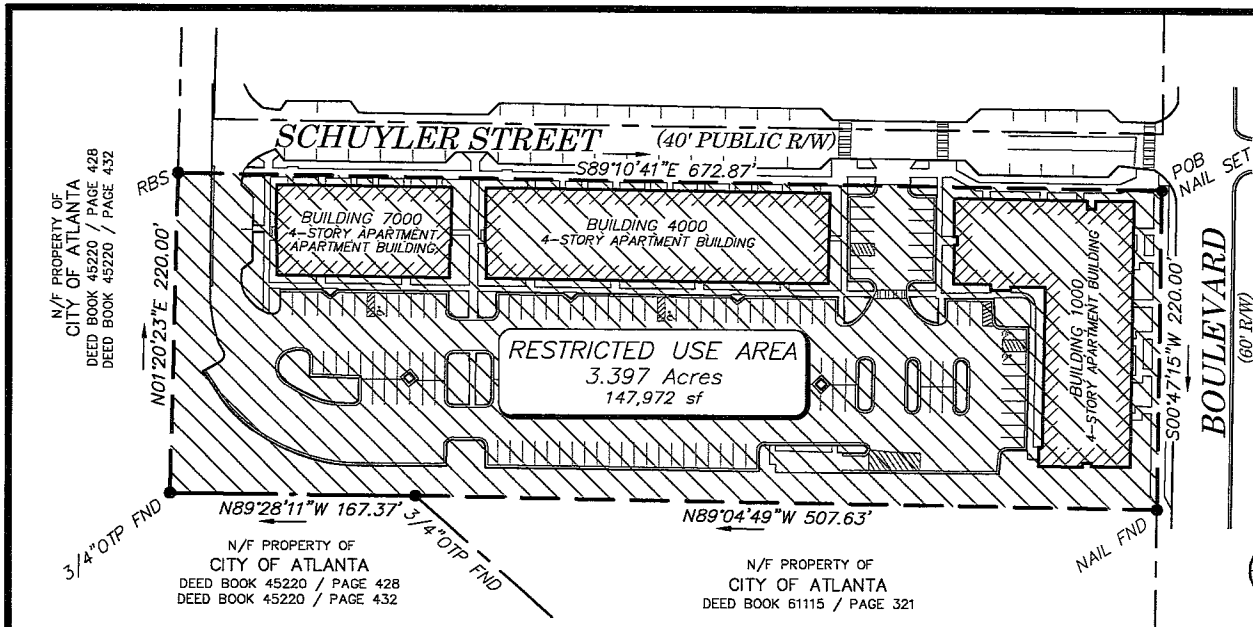 SCHUYLER STREET (40' PUBLIC R/W)
S89°10'41"E 672.87'
RBS
POB
NAIL SET
N/F PROPERTY OF
CITY OF ATLANTA
DEED BOOK 45220 / PAGE 428
DEED BOOK 45220 / PAGE 432
N01°20'23"E 220.00'
BUILDING 7000
4-STORY APARTMENT
APARTMENT BUILDING
BUILDING 4000
4-STORY APARTMENT BUILDING
BUILDING 1000
4-STORY APARTMENT BUILDING
S00°47'15"W 220.00'
BOULEVARD
(60' R/W)
RESTRICTED USE AREA
3.397 Acres
147,972 sf
3/4"OTP FND
N89°28'11"W 167.37'
3/4"OTP FND
N89°04'49"W 507.63'
NAIL FND
N/F PROPERTY OF
CITY OF ATLANTA
DEED BOOK 45220 / PAGE 428
DEED BOOK 45220 / PAGE 432
N/F PROPERTY OF
CITY OF ATLANTA
DEED BOOK 61115 / PAGE 321